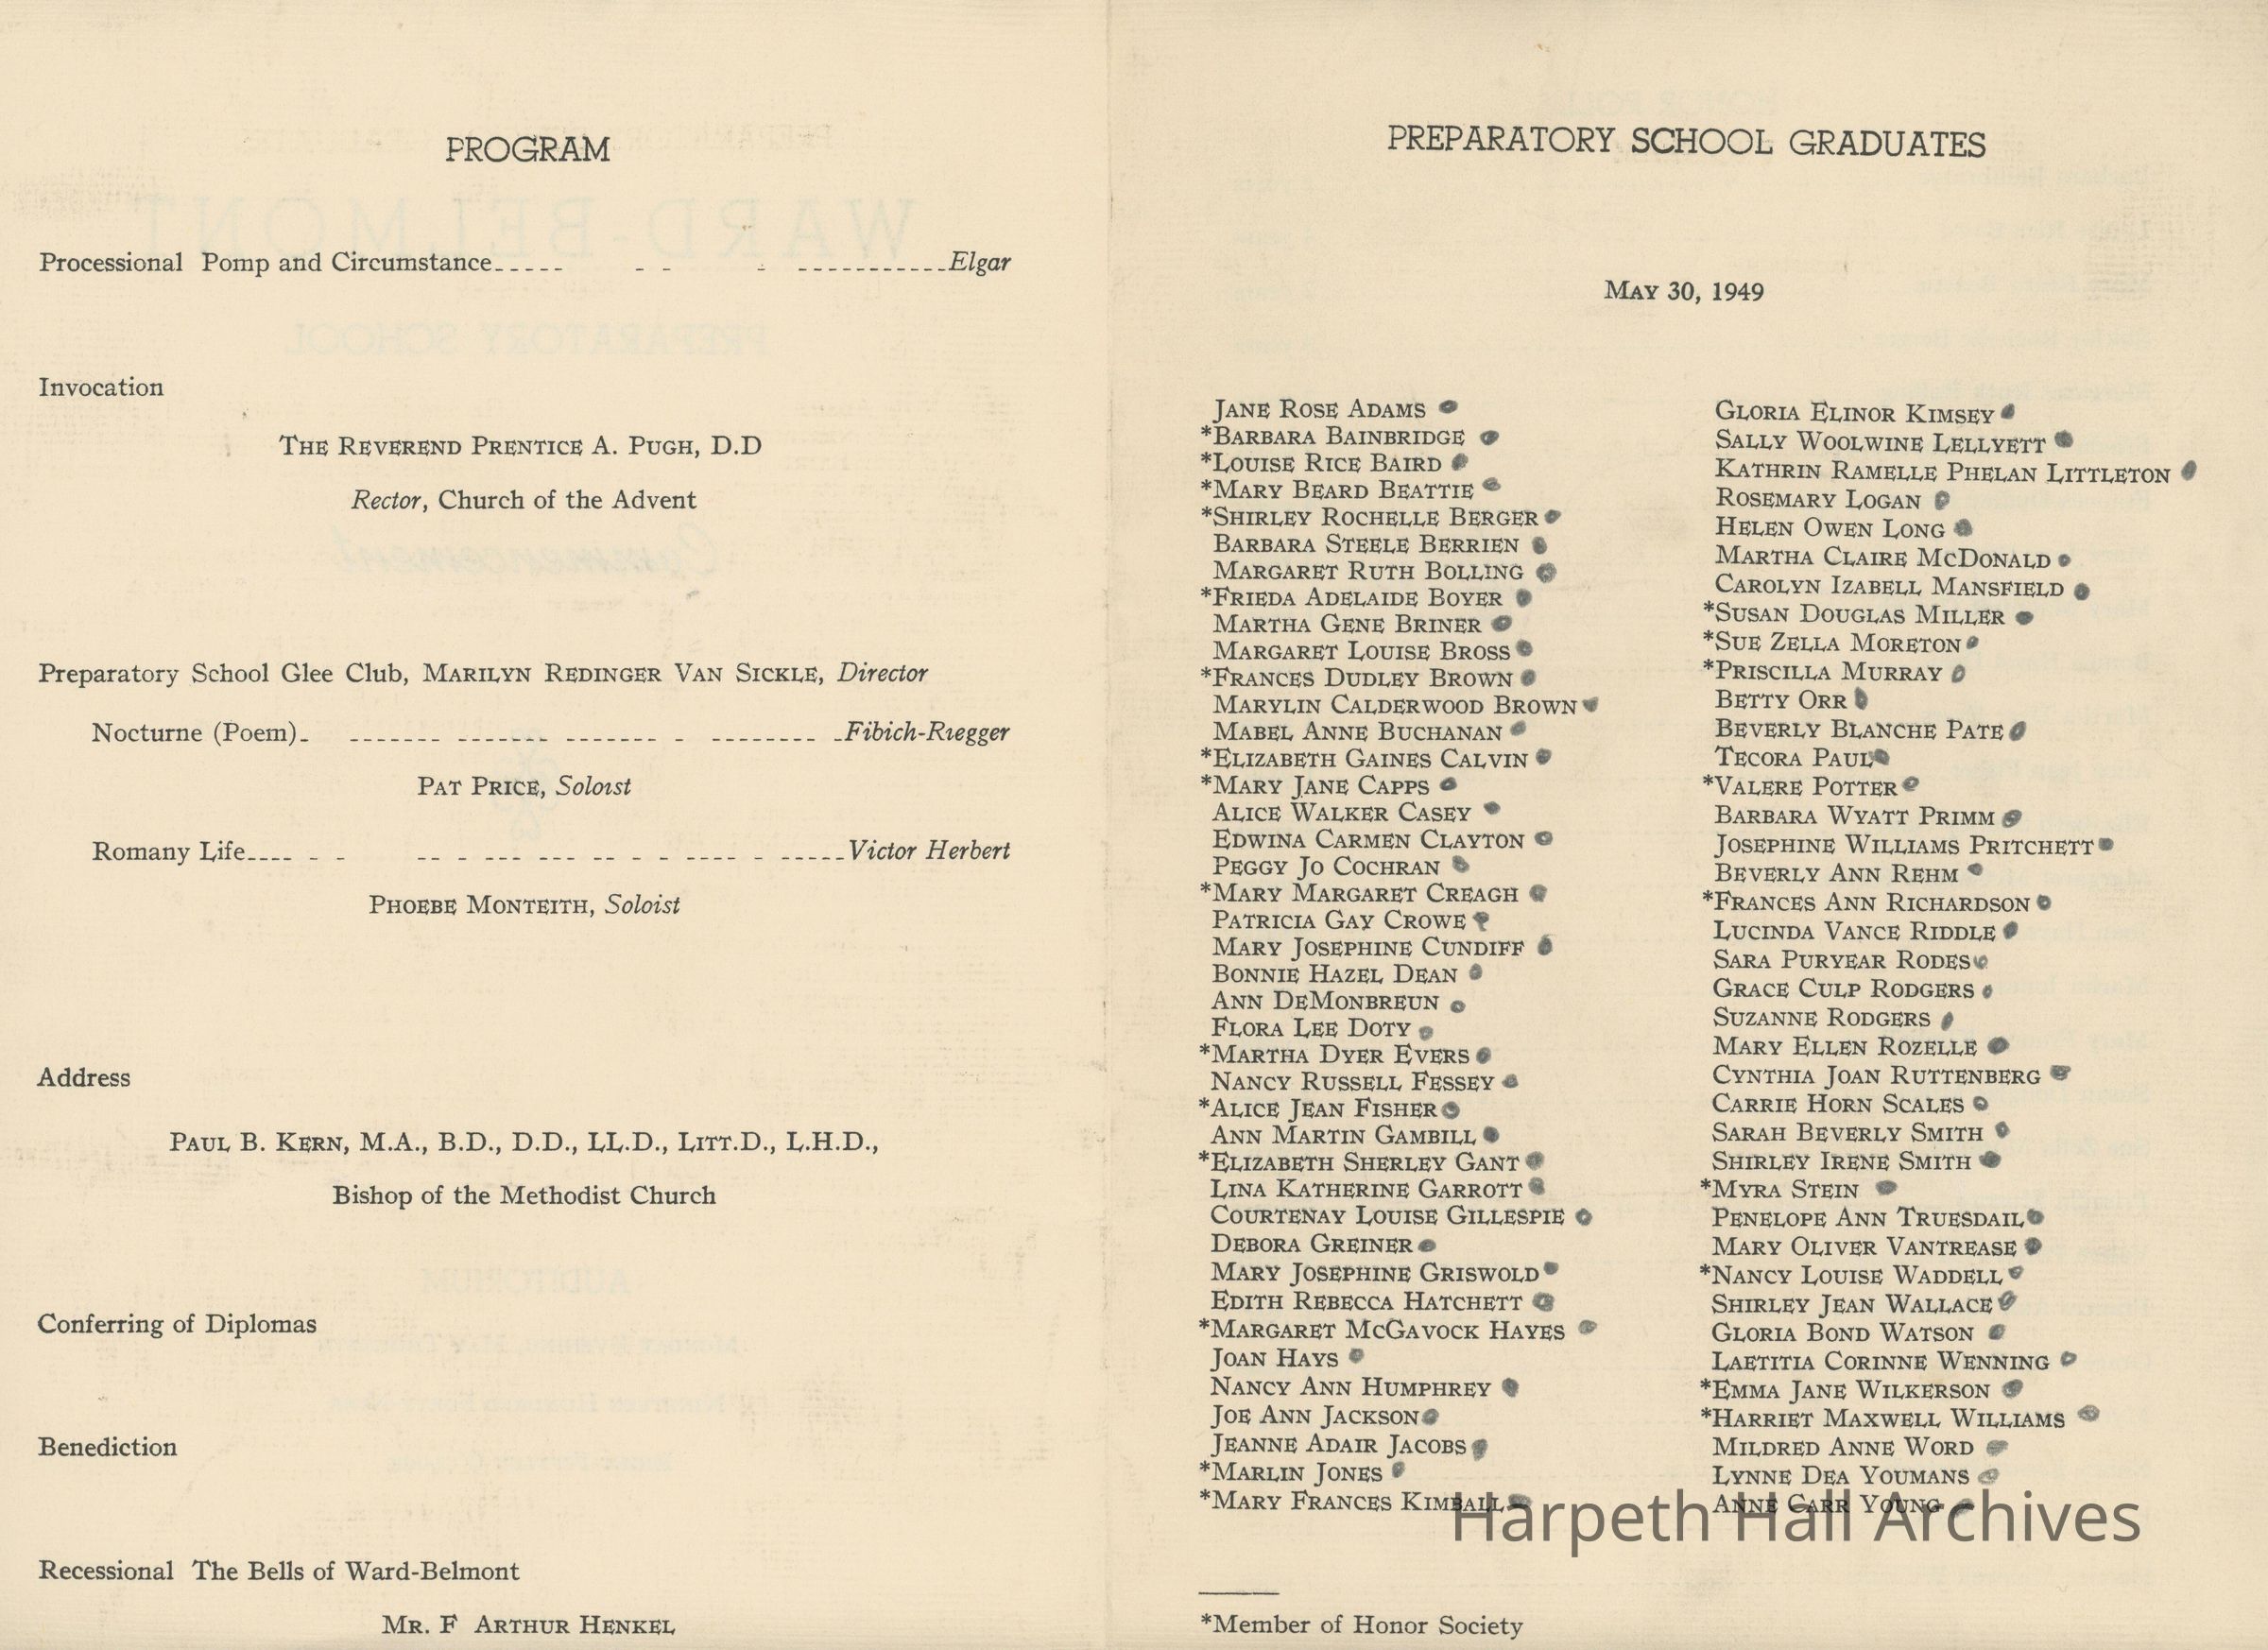 PROGRAM
Processional Pomp and Circumstance----- - - - -----------Elgar
Invocation
THE REVEREND PRENTICE A. PUGH, D.D
Rector, Church of the Advent
Preparatory School Glee Club, MARILYN REDINGER VAN SICKLE, Director
Nocturne (Poem)- ------- ------- ------- - -------- -Fibich-Riegger
PAT PRICE, Soloist
Romany Life---- - - -- - --- --- -- - - ---- - -----Victor Herbert
PHOEBE MONTEITH, Soloist
Address
PAUL B. KERN, M.A., B.D., D.D., LL.D., LITT.D., L.H.D.,
Bishop of the Methodist Church
Conferring of Diplomas
Benediction
Recessional The Bells of Ward-Belmont
MR. F ARTHUR HENKEL
PREPARATORY SCHOOL GRADUATES
MAY 30, 1949
JANE ROSE ADAMS
*BARBARA BAINBRIDGE
*LOUISE RICE BAIRD
*MARY BEARD BEATTIE
*SHIRLEY ROCHELLE BERGER
BARBARA STEELE BERRIEN
MARGARET RUTH BOLLING
*FRIEDA ADELAIDE BOYER
MARTHA GENE BRINER
MARGARET LOUISE BROSS
*FRANCES DUDLEY BROWN
MARYLIN CALDERWOOD BROWN
MABEL ANNE BUCHANAN
*ELIZABETH GAINES CALVIN
*MARY JANE CAPPS
ALICE WALKER CASEY
EDWINA CARMEN CLAYTON
PEGGY JO COCHRAN
*MARY MARGARET CREAGH
PATRICIA GAY CROWE
MARY JOSEPHINE CUNDIFF
BONNIE HAZEL DEAN
ANN DEMONBREUN
FLORA LEE DOTY
*MARTHA DYER EVERS
NANCY RUSSELL FESSEY
*ALICE JEAN FISHER
ANN MARTIN GAMBILL
*ELIZABETH SHERLEY GANT
LINA KATHERINE GARROTT
COURTENAY LOUISE GILLESPIE
DEBORA GREINER
MARY JOSEPHINE GRISWOLD
EDITH REBECCA HATCHETT
*MARGARET MCGAVOCK HAYES
JOAN HAYS
NANCY ANN HUMPHREY
JOE ANN JACKSON
JEANNE ADAIR JACOBS
*MARLIN JONES
*MARY FRANCES KIMBALL
GLORIA ELINOR KIMSEY
SALLY WOOLWINE LELLYETT
KATHRIN RAMELLE PHELAN LITTLETON
ROSEMARY LOGAN
HELEN OWEN LONG
MARTHA CLAIRE MCDONALD
CAROLYN IZABELL MANSFIELD
*SUSAN DOUGLAS MILLER
*SUE ZELLA MORETON
*PRISCILLA MURRAY
BETTY ORR
BEVERLY BLANCHE PATE
TECORA PAUL
*VALERE POTTER
BARBARA WYATT PRIMM
JOSEPHINE WILLIAMS PRITCHETT
BEVERLY ANN REHM
*FRANCES ANN RICHARDSON
LUCINDA VANCE RIDDLE
SARA PURYEAR RODES
GRACE CULP RODGERS
SUZANNE RODGERS
MARY ELLEN ROZELLE
CYNTHIA JOAN RUTTENBERG
CARRIE HORN SCALES
SARAH BEVERLY SMITH
SHIRLEY IRENE SMITH
*MYRA STEIN
PENELOPE ANN TRUESDAIL
MARY OLIVER VANTREASE
*NANCY LOUISE WADDELL
SHIRLEY JEAN WALLACE
GLORIA BOND WATSON
LAETITIA CORINNE WENNING
*EMMA JANE WILKERSON
*HARRIET MAXWELL WILLIAMS
MILDRED ANNE WORD
LYNNE DEA YOUMANS
ANNE CARR YOUNG
Harpeth Hall Archives
*Member of Honor Society